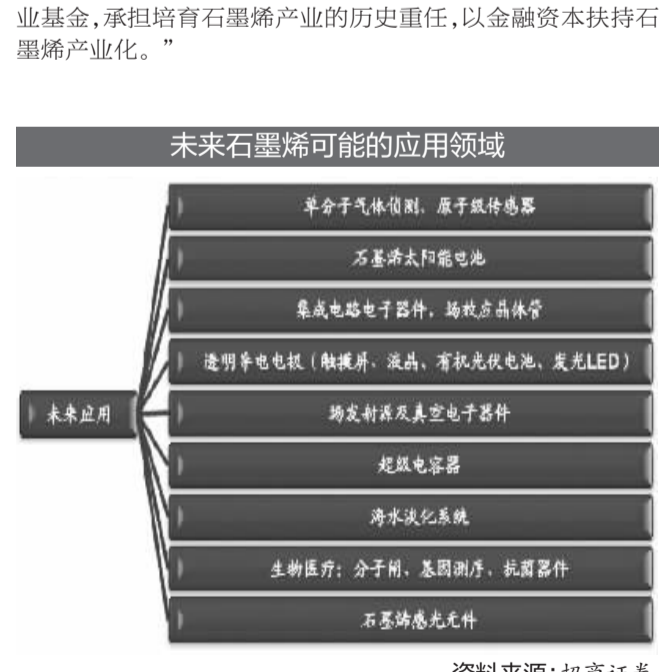 业基金,承担培育石墨烯产业的历史重任,以金融资本扶持石
墨烯产业化。”
未来石墨烯可能的应用领域
单分子气体侦测、原子级传感器
石墨烯太阳能电池
集成电路电子器件、场效应晶体管
透明导电电极（触摸屏、液晶、有机光伏电池、发光LED）
未来应用
场发射源及真空电子器件
超级电容器
海水淡化系统
生物医疗：分子闸、基因测序、抗菌器件
石墨烯感光元件
资料来源:招商证券